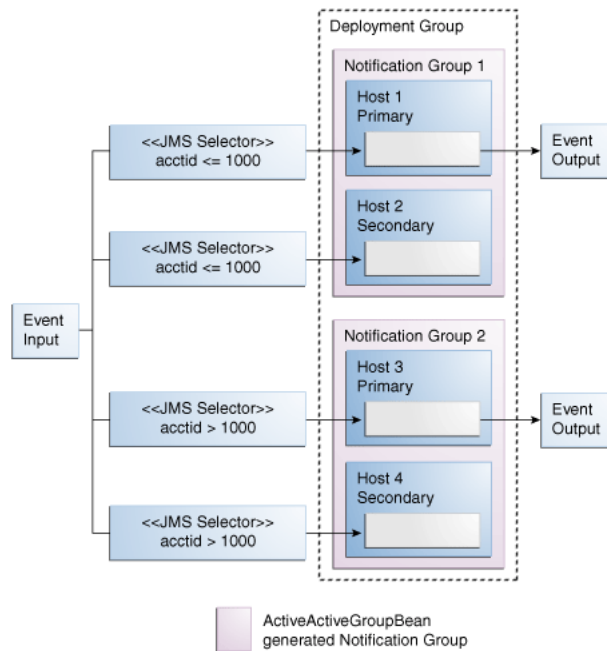 Deployment Group
Notification Group 1
Host 1
Primary
<<JMS Selector>>
acctid <= 1000
Event
Output
Host 2
Secondary
<<JMS Selector>>
acctid <= 1000
Event
Input
Notification Group 2
Host 3
Primary
<<JMS Selector>>
acctid > 1000
Event
Output
Host 4
Secondary
<<JMS Selector>>
acctid > 1000
ActiveActiveGroupBean
generated Notification Group